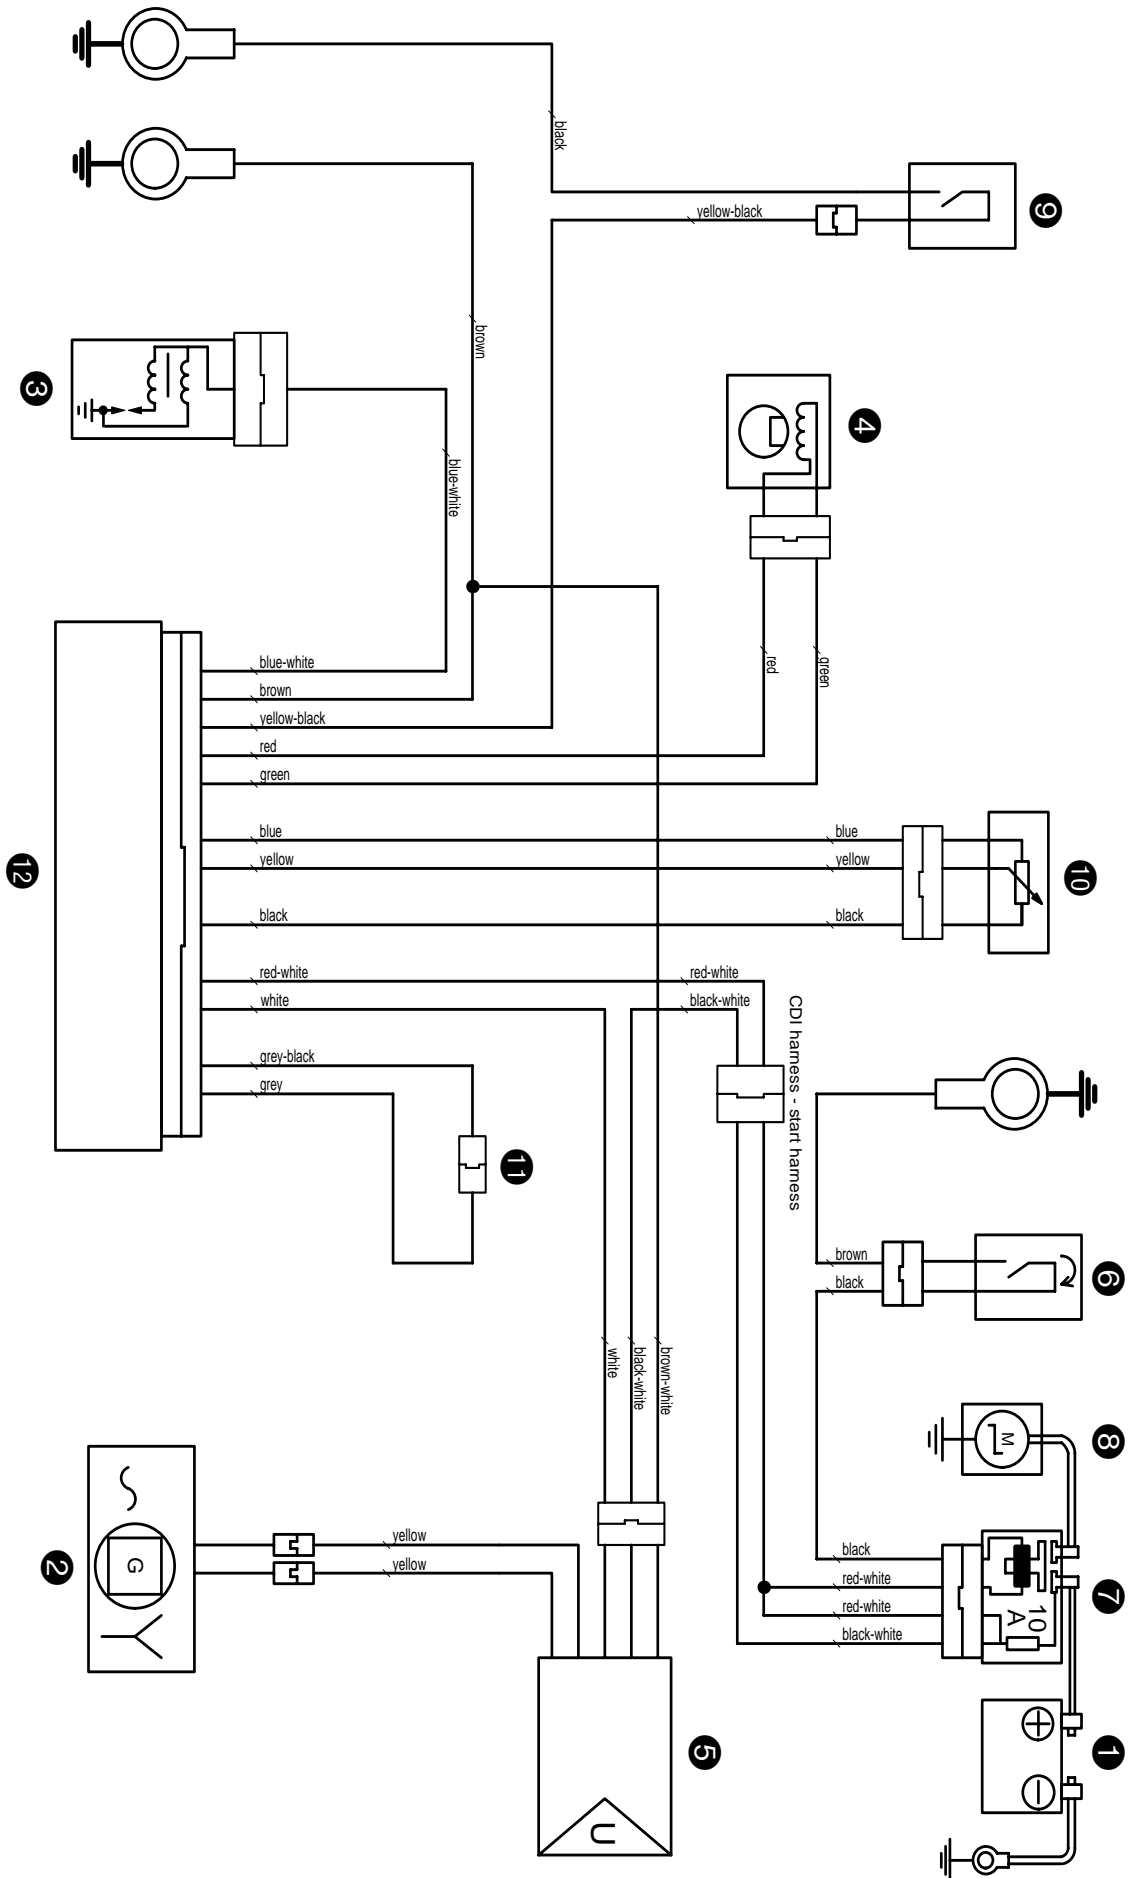 black
9
yellow-black
brown
3
4
blue-white
red
green
blue-white
brown
yellow-black
red
green
blue
blue
yellow
yellow
black
black
10
12
red-white
red-white
white
black-white
CDI harness - start harness
grey-black
grey
11
brown
black
6
white
black-white
brown-white
M
8
yellow
yellow
G
2
black
red-white
red-white
black-white
10
A
7
5
U
1